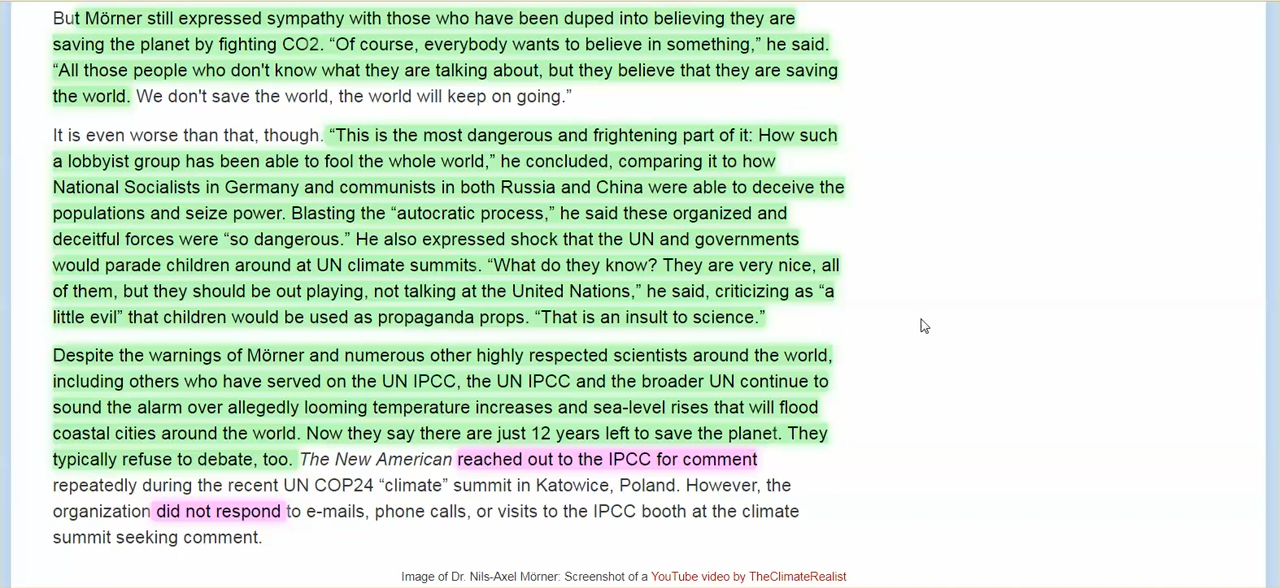 But Mörner still expressed sympathy with those who have been duped into believing they are
saving the planet by fighting CO2. “Of course, everybody wants to believe in something,” he said.
“All those people who don't know what they are talking about, but they believe that they are saving
the world. We don't save the world, the world will keep on going.”
It is even worse than that, though. “This is the most dangerous and frightening part of it: How such
a lobbyist group has been able to fool the whole world,” he concluded, comparing it to how
National Socialists in Germany and communists in both Russia and China were able to deceive the
populations and seize power. Blasting the “autocratic process,” he said these organized and
deceitful forces were “so dangerous.” He also expressed shock that the UN and governments
would parade children around at UN climate summits. “What do they know? They are very nice, all
of them, but they should be out playing, not talking at the United Nations,” he said, criticizing as “a
little evil” that children would be used as propaganda props. “That is an insult to science.”
Despite the warnings of Mörner and numerous other highly respected scientists around the world,
including others who have served on the UN IPCC, the UN IPCC and the broader UN continue to
sound the alarm over allegedly looming temperature increases and sea-level rises that will flood
coastal cities around the world. Now they say there are just 12 years left to save the planet. They
typically refuse to debate, too. The New American reached out to the IPCC for comment
repeatedly during the recent UN COP24 “climate” summit in Katowice, Poland. However, the
organization did not respond to e-mails, phone calls, or visits to the IPCC booth at the climate
summit seeking comment.
Image of Dr. Nils-Axel Mörner: Screenshot of a YouTube video by TheClimateRealist